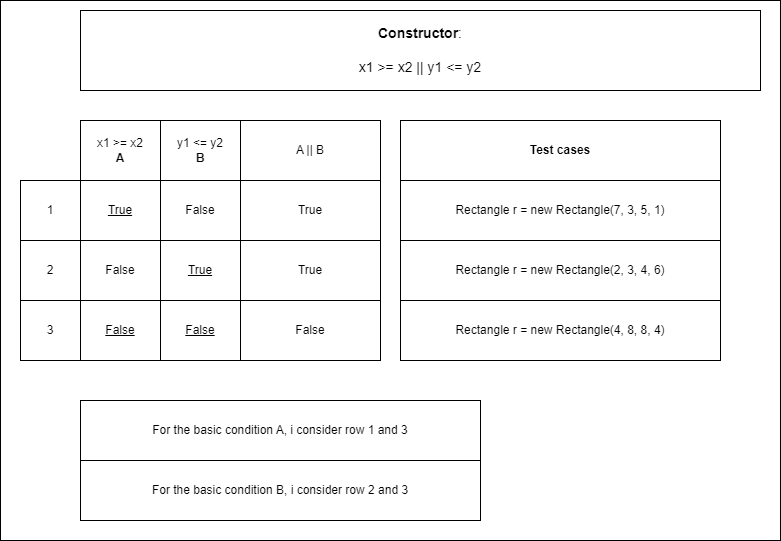 Constructor:
x1 >= x2 || y1 <= y2
x1 >= x2
A
y1 <= y2
B
A || B
Test cases
1
True
False
True
Rectangle r = new Rectangle(7, 3, 5, 1)
2
False
True
True
Rectangle r = new Rectangle(2, 3, 4, 6)
3
False
False
False
Rectangle r = new Rectangle(4, 8, 8, 4)
For the basic condition A, i consider row 1 and 3
For the basic condition B, i consider row 2 and 3